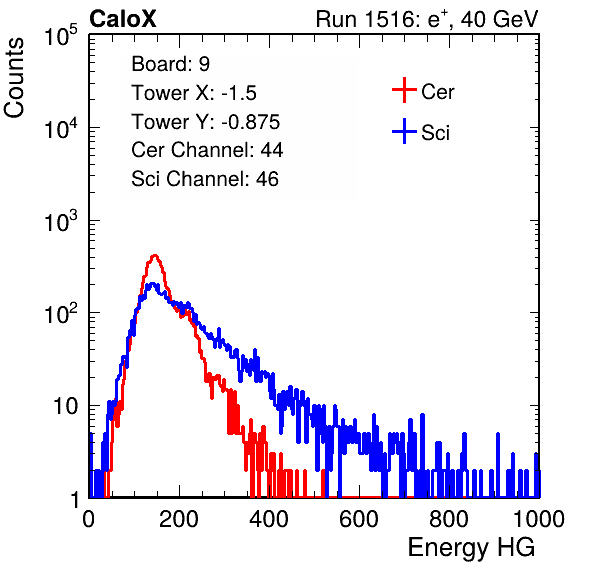 CaloX Run 1516: e⁺, 40 GeV
Counts
Board: 9
Tower X: -1.5
Tower Y: -0.875
Cer Channel: 44
Sci Channel: 46
Cer
Sci
10⁵
10⁴
10³
10²
10
1
0 200 400 600 800 1000
Energy HG